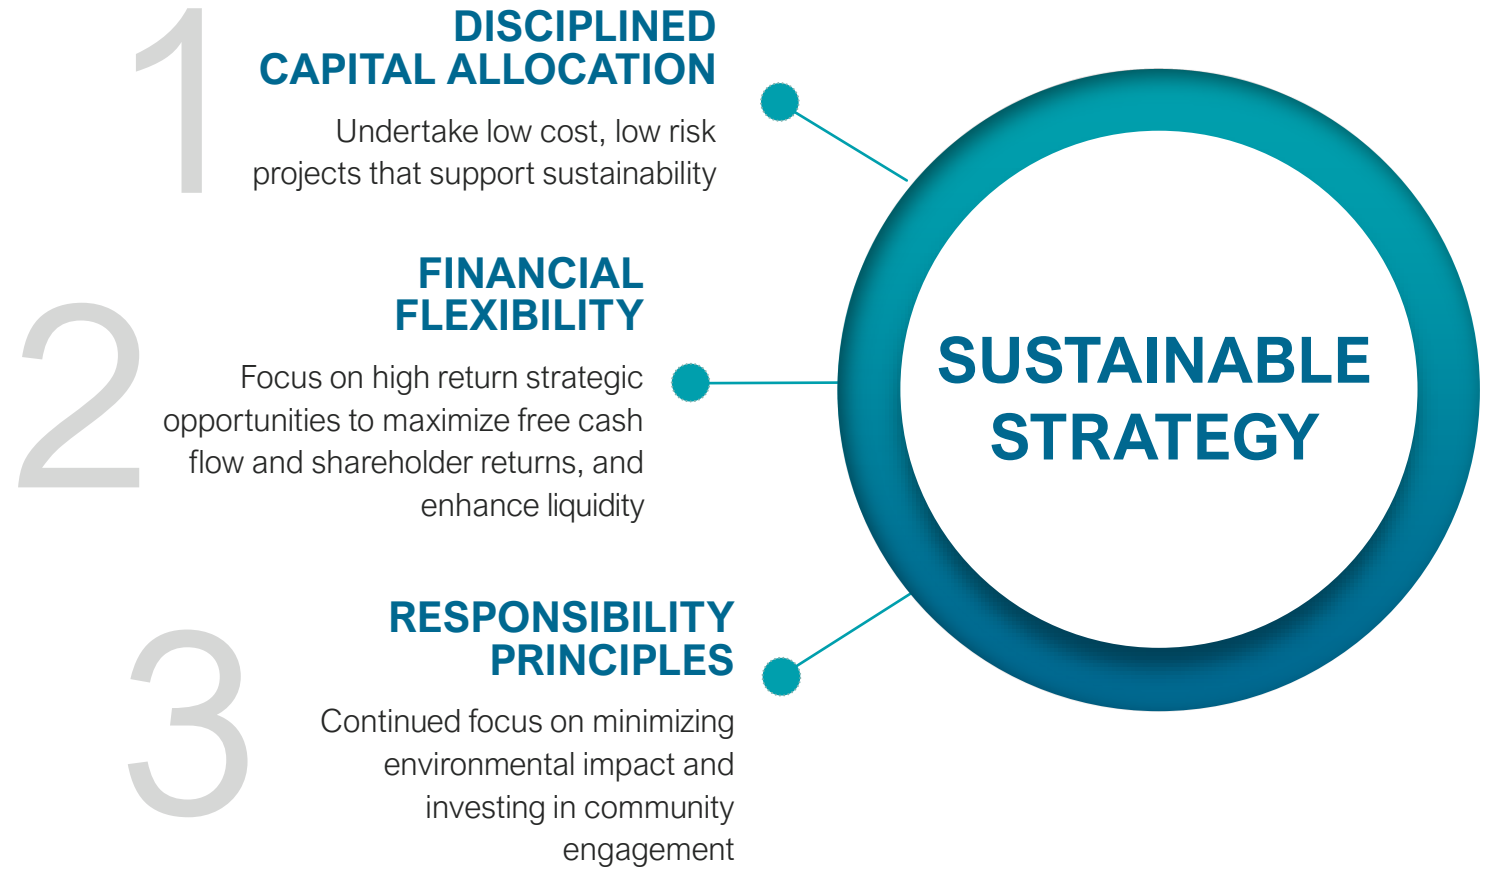 1
DISCIPLINED
CAPITAL ALLOCATION
Undertake low cost, low risk
projects that support sustainability
2
FINANCIAL
FLEXIBILITY
Focus on high return strategic
opportunities to maximize free cash
flow and shareholder returns, and
enhance liquidity
3
RESPONSIBILITY
PRINCIPLES
Continued focus on minimizing
environmental impact and
investing in community
engagement
SUSTAINABLE
STRATEGY